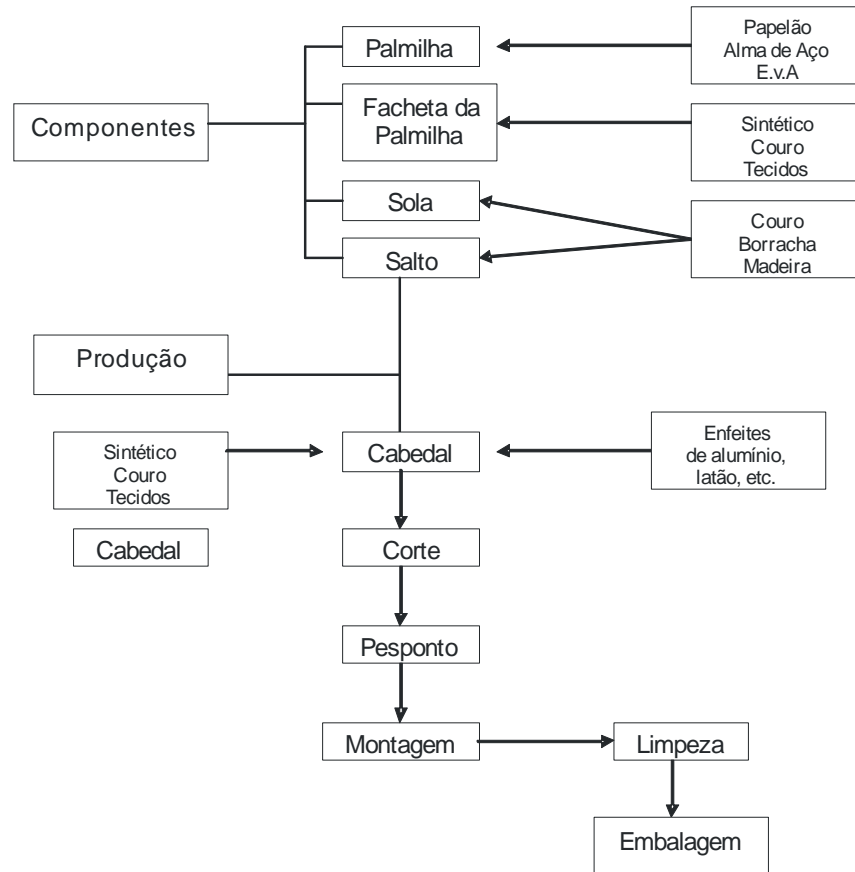 Palmilha
Papelão
Alma de Aço
E.v.A
Componentes
Facheta da
Palmilha
Sintético
Couro
Tecidos
Sola
Salto
Couro
Borracha
Madeira
Produção
Sintético
Couro
Tecidos
Cabedal
Enfeites
de alumínio,
latão, etc.
Cabedal
Corte
Pesponto
Montagem
Limpeza
Embalagem